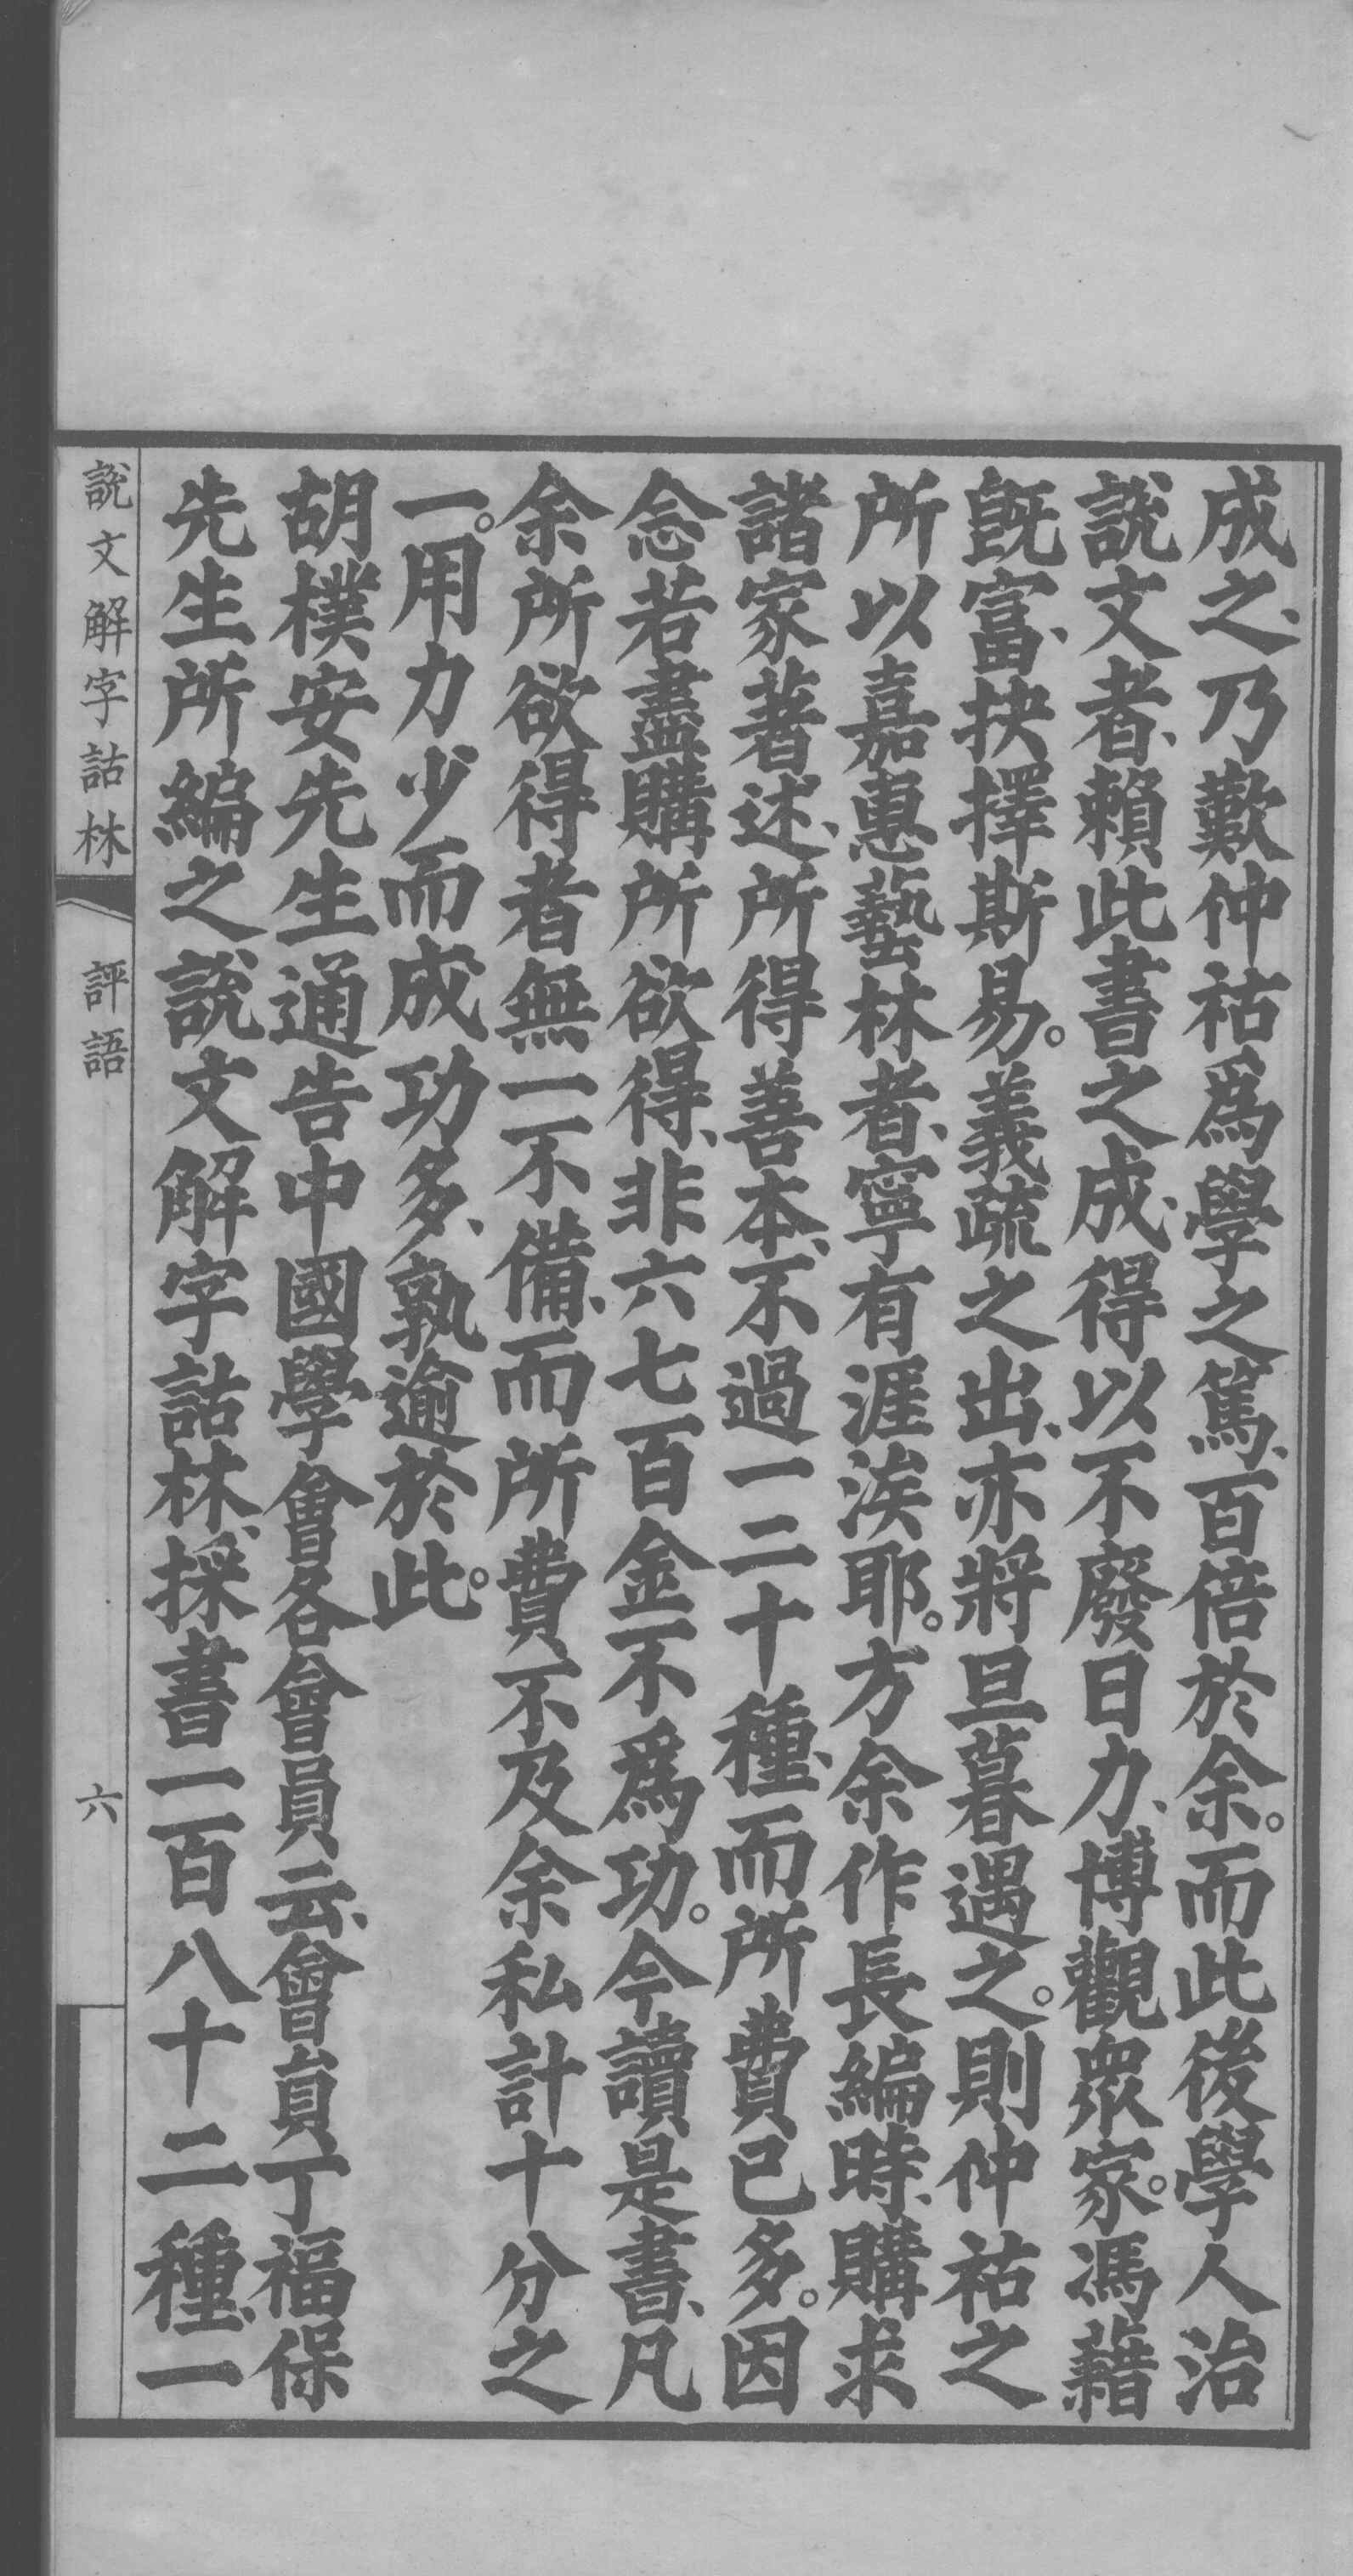 成之、乃歎仲祜爲學之篤、百倍於余。而此後學人治
說文者、賴此書之成、得以不廢日力、博觀衆家。馮藉
旣富、抉擇斯易。義疏之出、亦將旦暮遇之。則仲祜之
所以嘉惠藝林者、寧有涯涘耶。方余作長編時、購求
諸家著述、所得善本、不過一二十種、而所費已多。因
念若盡購所欲得、非六七百金不爲功。今讀是書、凡
余所欲得者無一不備、而所費不及余私計十分之
一。用力少而成功多、孰逾於此。
胡樸安先生通告中國學會各會員云、會員丁福保
先生所編之說文解字詁林、採書一百八十二種、一
說文解字詁林
評語
六